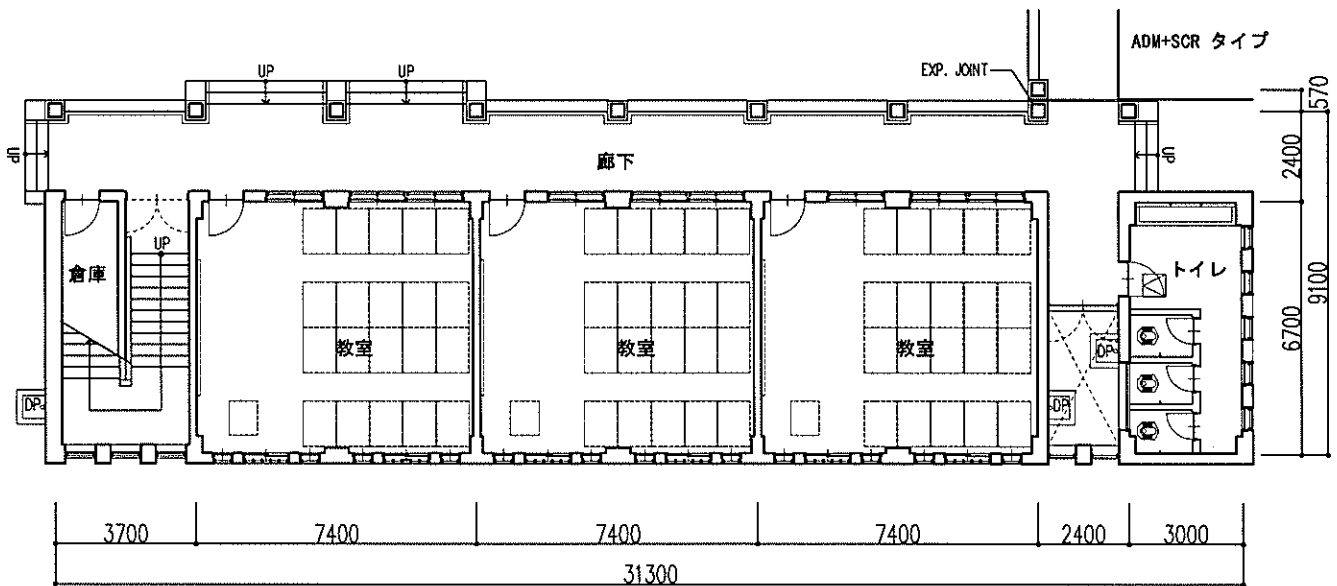 ADM+SCR タイプ
EXP. JOINT
UP
UP
570
UP
廊下
UP
2400
UP
倉庫
トイレ
9100
6700
教室
教室
教室
DP
DP
DP
3700
7400
7400
7400
2400
3000
31300